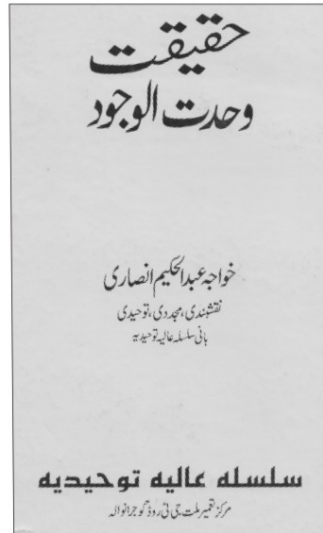 حقیقت
وحدت الوجود
خواجہ عبدالحکیم انصاری
نقشبندی، مجددی، توحیدی
بانی سلسلہ عالیہ توحیدیہ
سلسلہ عالیہ توحیدیہ
مرکز تعمیر ملت جی ٹی روڈ گوجرانوالہ